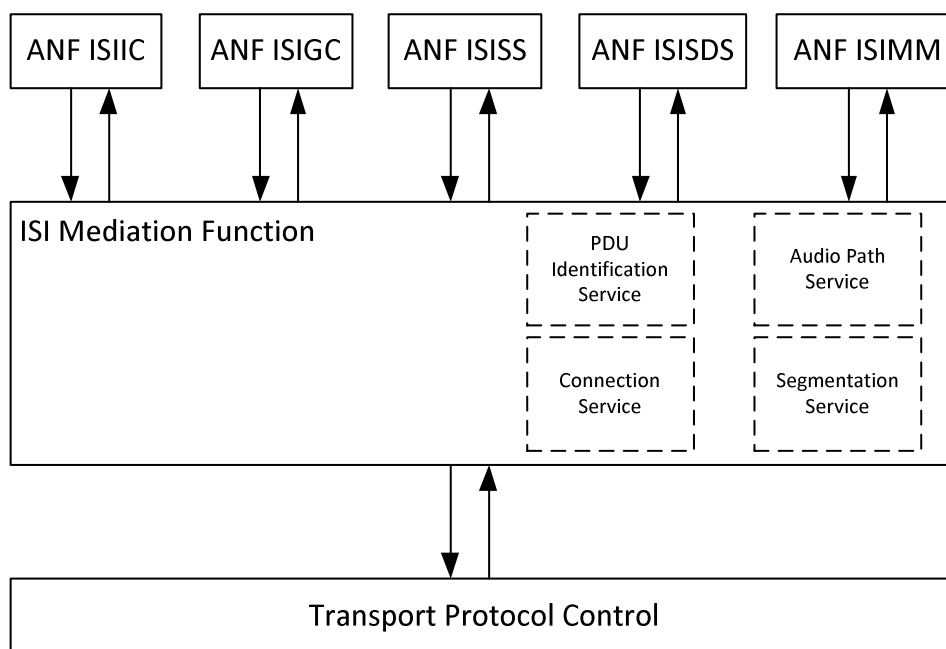 ANF ISIIC
ANF ISIGC
ANF ISISS
ANF ISISDS
ANF ISIMM
ISI Mediation Function
PDU
Identification
Service
Audio Path
Service
Connection
Service
Segmentation
Service
Transport Protocol Control